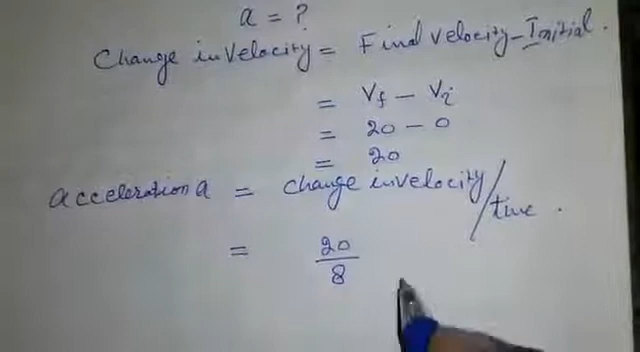 a = ?
Change in Velocity = Final Velocity - Initial.
= Vf - Vi
= 20 - 0
= 20
acceleration a = change in velocity / time.
= 20/8